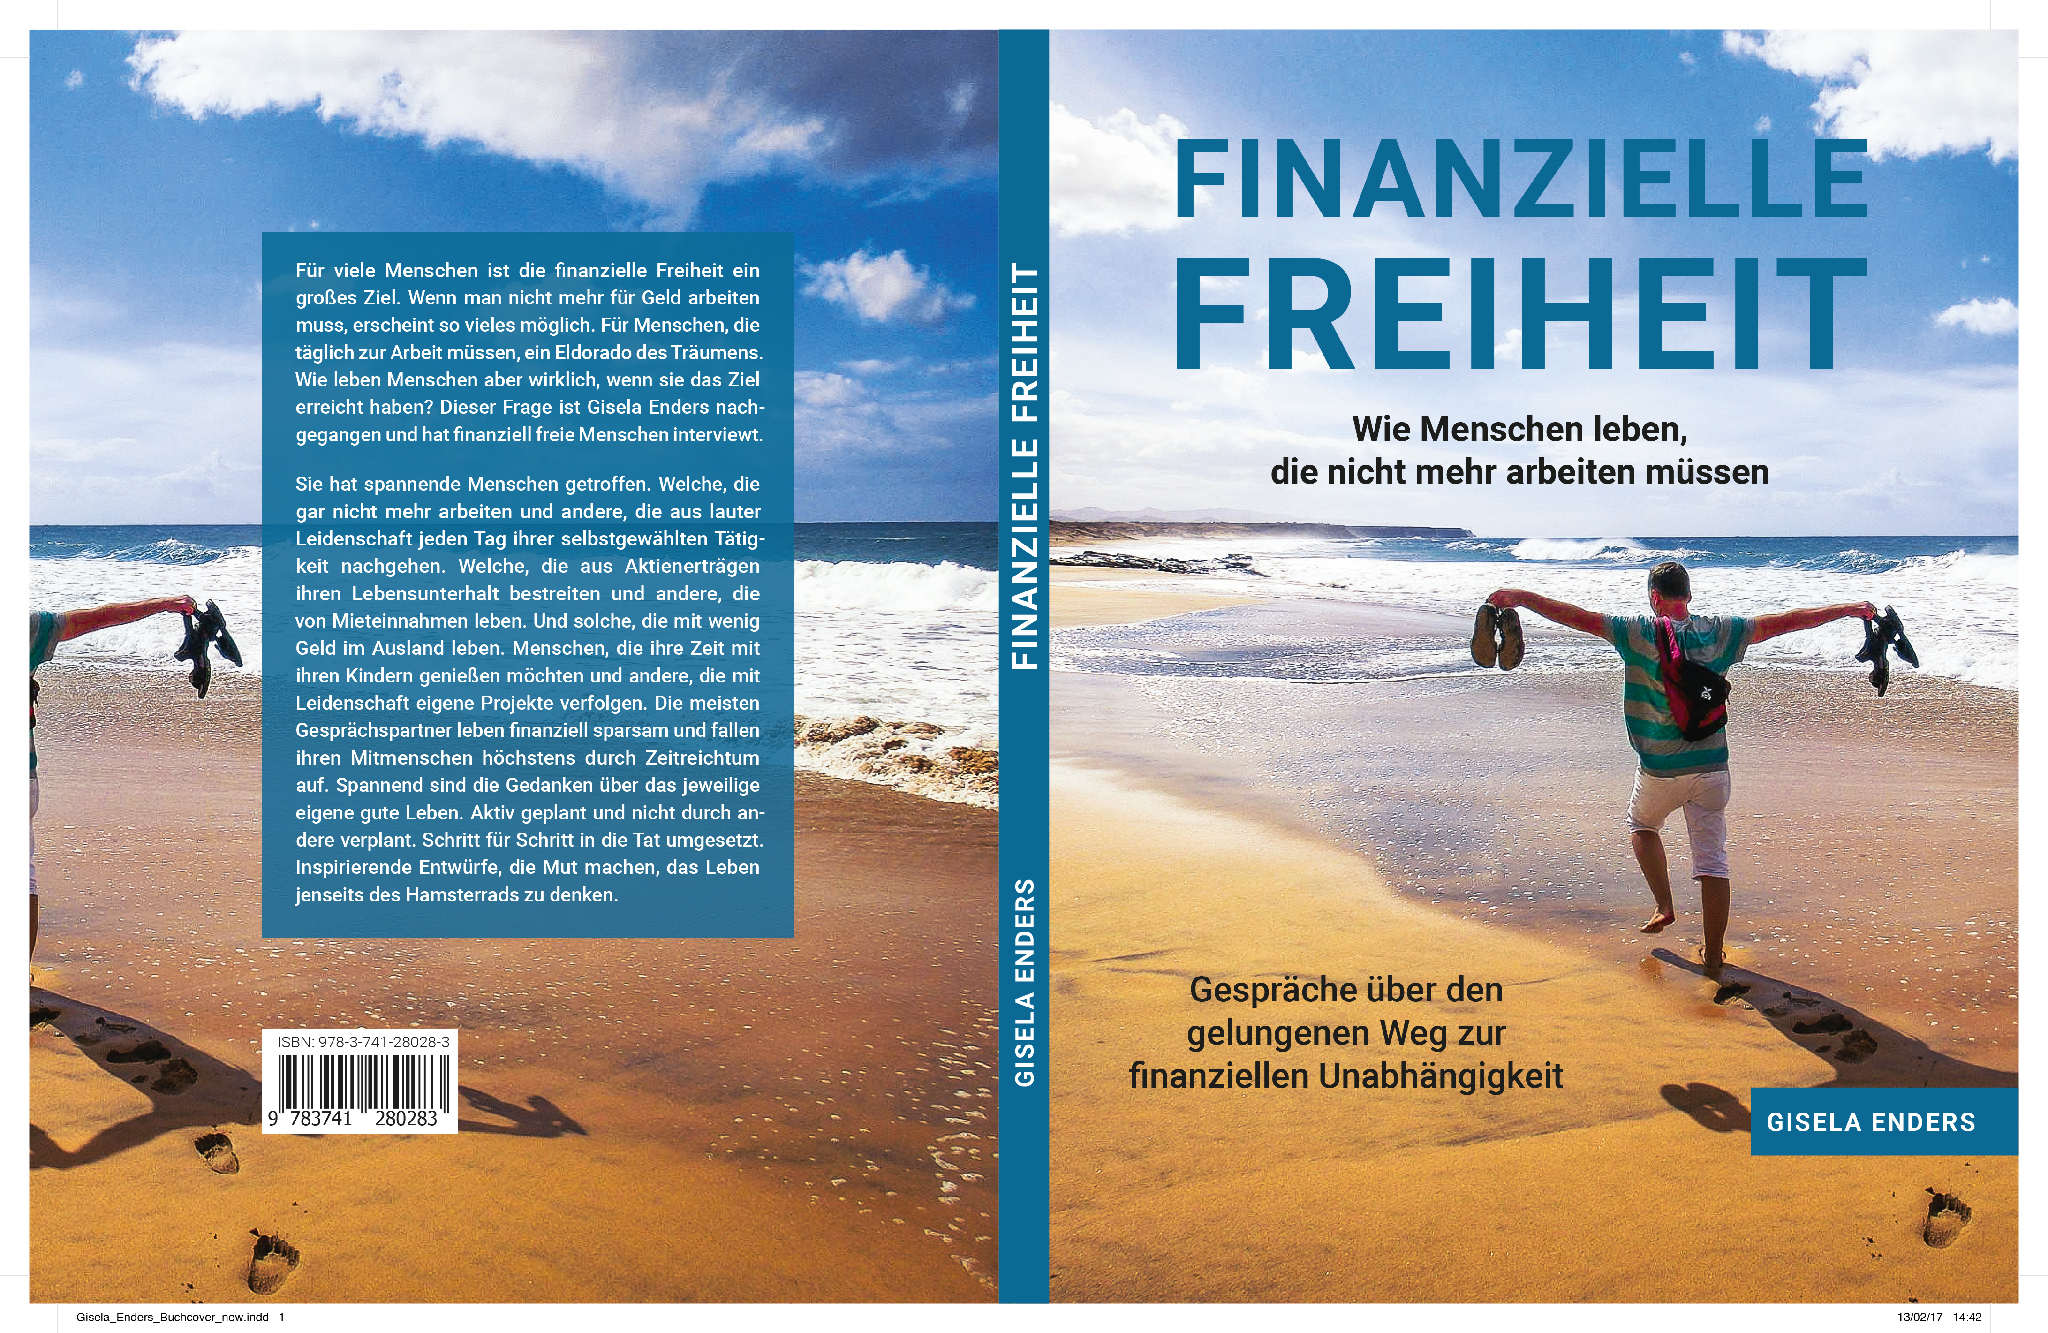 Für viele Menschen ist die finanzielle Freiheit ein
großes Ziel. Wenn man nicht mehr für Geld arbeiten
muss, erscheint so vieles möglich. Für Menschen, die
täglich zur Arbeit müssen, ein Eldorado des Träumens.
Wie leben Menschen aber wirklich, wenn sie das Ziel
erreicht haben? Dieser Frage ist Gisela Enders nach-
gegangen und hat finanziell freie Menschen interviewt.
Sie hat spannende Menschen getroffen. Welche, die
gar nicht mehr arbeiten und andere, die aus lauter
Leidenschaft jeden Tag ihrer selbstgewählten Tätig-
keit nachgehen. Welche, die aus Aktienerträgen
ihren Lebensunterhalt bestreiten und andere, die
von Mieteinnahmen leben. Und solche, die mit wenig
Geld im Ausland leben. Menschen, die ihre Zeit mit
ihren Kindern genießen möchten und andere, die mit
Leidenschaft eigene Projekte verfolgen. Die meisten
Gesprächspartner leben finanziell sparsam und fallen
ihren Mitmenschen höchstens durch Zeitreichtum
auf. Spannend sind die Gedanken über das jeweilige
eigene gute Leben. Aktiv geplant und nicht durch an-
dere verplant. Schritt für Schritt in die Tat umgesetzt.
Inspirierende Entwürfe, die Mut machen, das Leben
jenseits des Hamsterrads zu denken.
ISBN: 978-3-741-28028-3
9 783741 280283
FINANZIELLE FREIHEIT
GISELA ENDERS
FINANZIELLE
FREIHEIT
Wie Menschen leben,
die nicht mehr arbeiten müssen
Gespräche über den
gelungenen Weg zur
finanziellen Unabhängigkeit
GISELA ENDERS
Gisela_Enders_Buchcover_new.indd 1
13/02/17 14:42